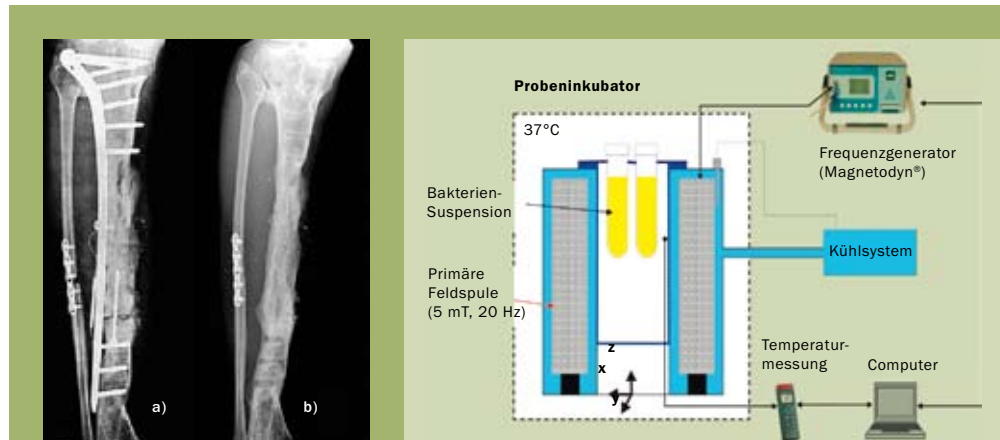 a)
b)
Probeninkubator
37°C
Bakterien-
Suspension
Primäre
Feldspule
(5 mT, 20 Hz)
z
x
y
Frequenzgenerator
(Magnetodyn®)
Kühlsystem
Temperatur-
messung
Computer